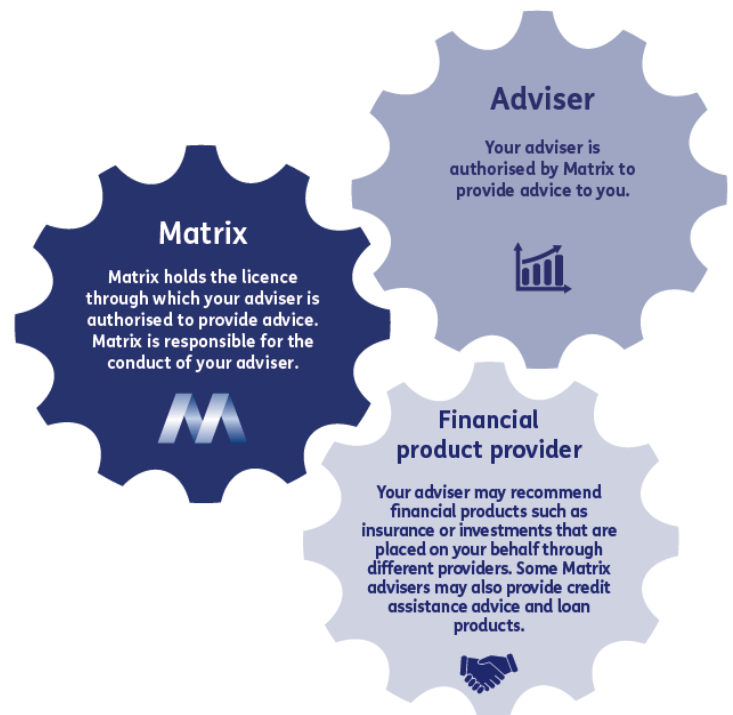 Adviser
Your adviser is
authorised by Matrix to
provide advice to you.
Matrix
Matrix holds the licence
through which your adviser is
authorised to provide advice.
Matrix is responsible for the
conduct of your adviser.
Financial
product provider
Your adviser may recommend
financial products such as
insurance or investments that are
placed on your behalf through
different providers. Some Matrix
advisers may also provide credit
assistance advice and loan
products.